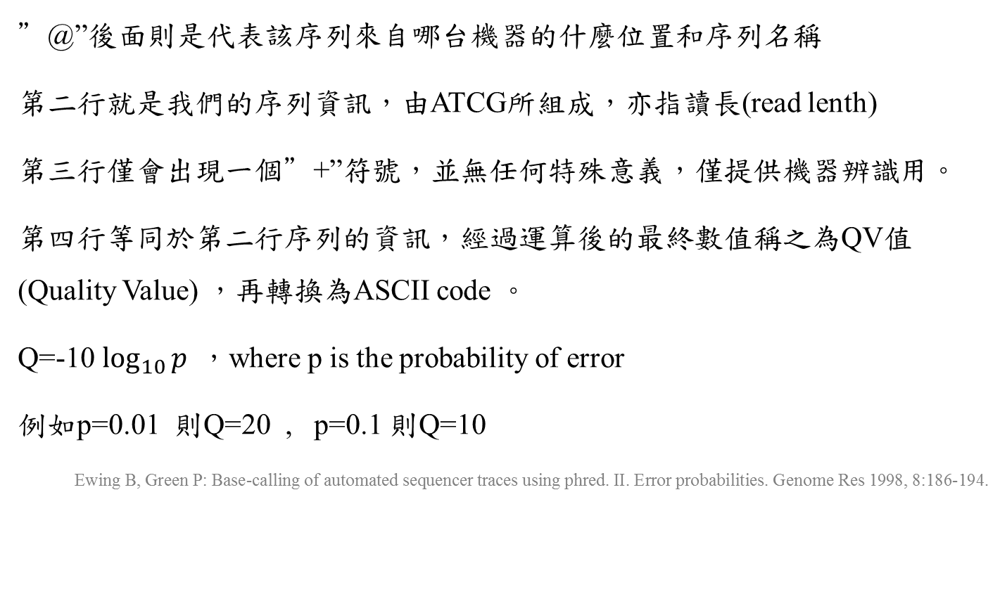 ”@”後面則是代表該序列來自哪台機器的什麼位置和序列名稱
第二行就是我們的序列資訊，由ATCG所組成，亦指讀長(read lenth)
第三行僅會出現一個”+”符號，並無任何特殊意義，僅提供機器辨識用。
第四行等同於第二行序列的資訊，經過運算後的最終數值稱之為QV值
(Quality Value) ，再轉換為ASCII code 。
Q=-10 log₁₀ p ，where p is the probability of error
例如p=0.01 則Q=20 , p=0.1 則Q=10
Ewing B, Green P: Base-calling of automated sequencer traces using phred. II. Error probabilities. Genome Res 1998, 8:186-194.